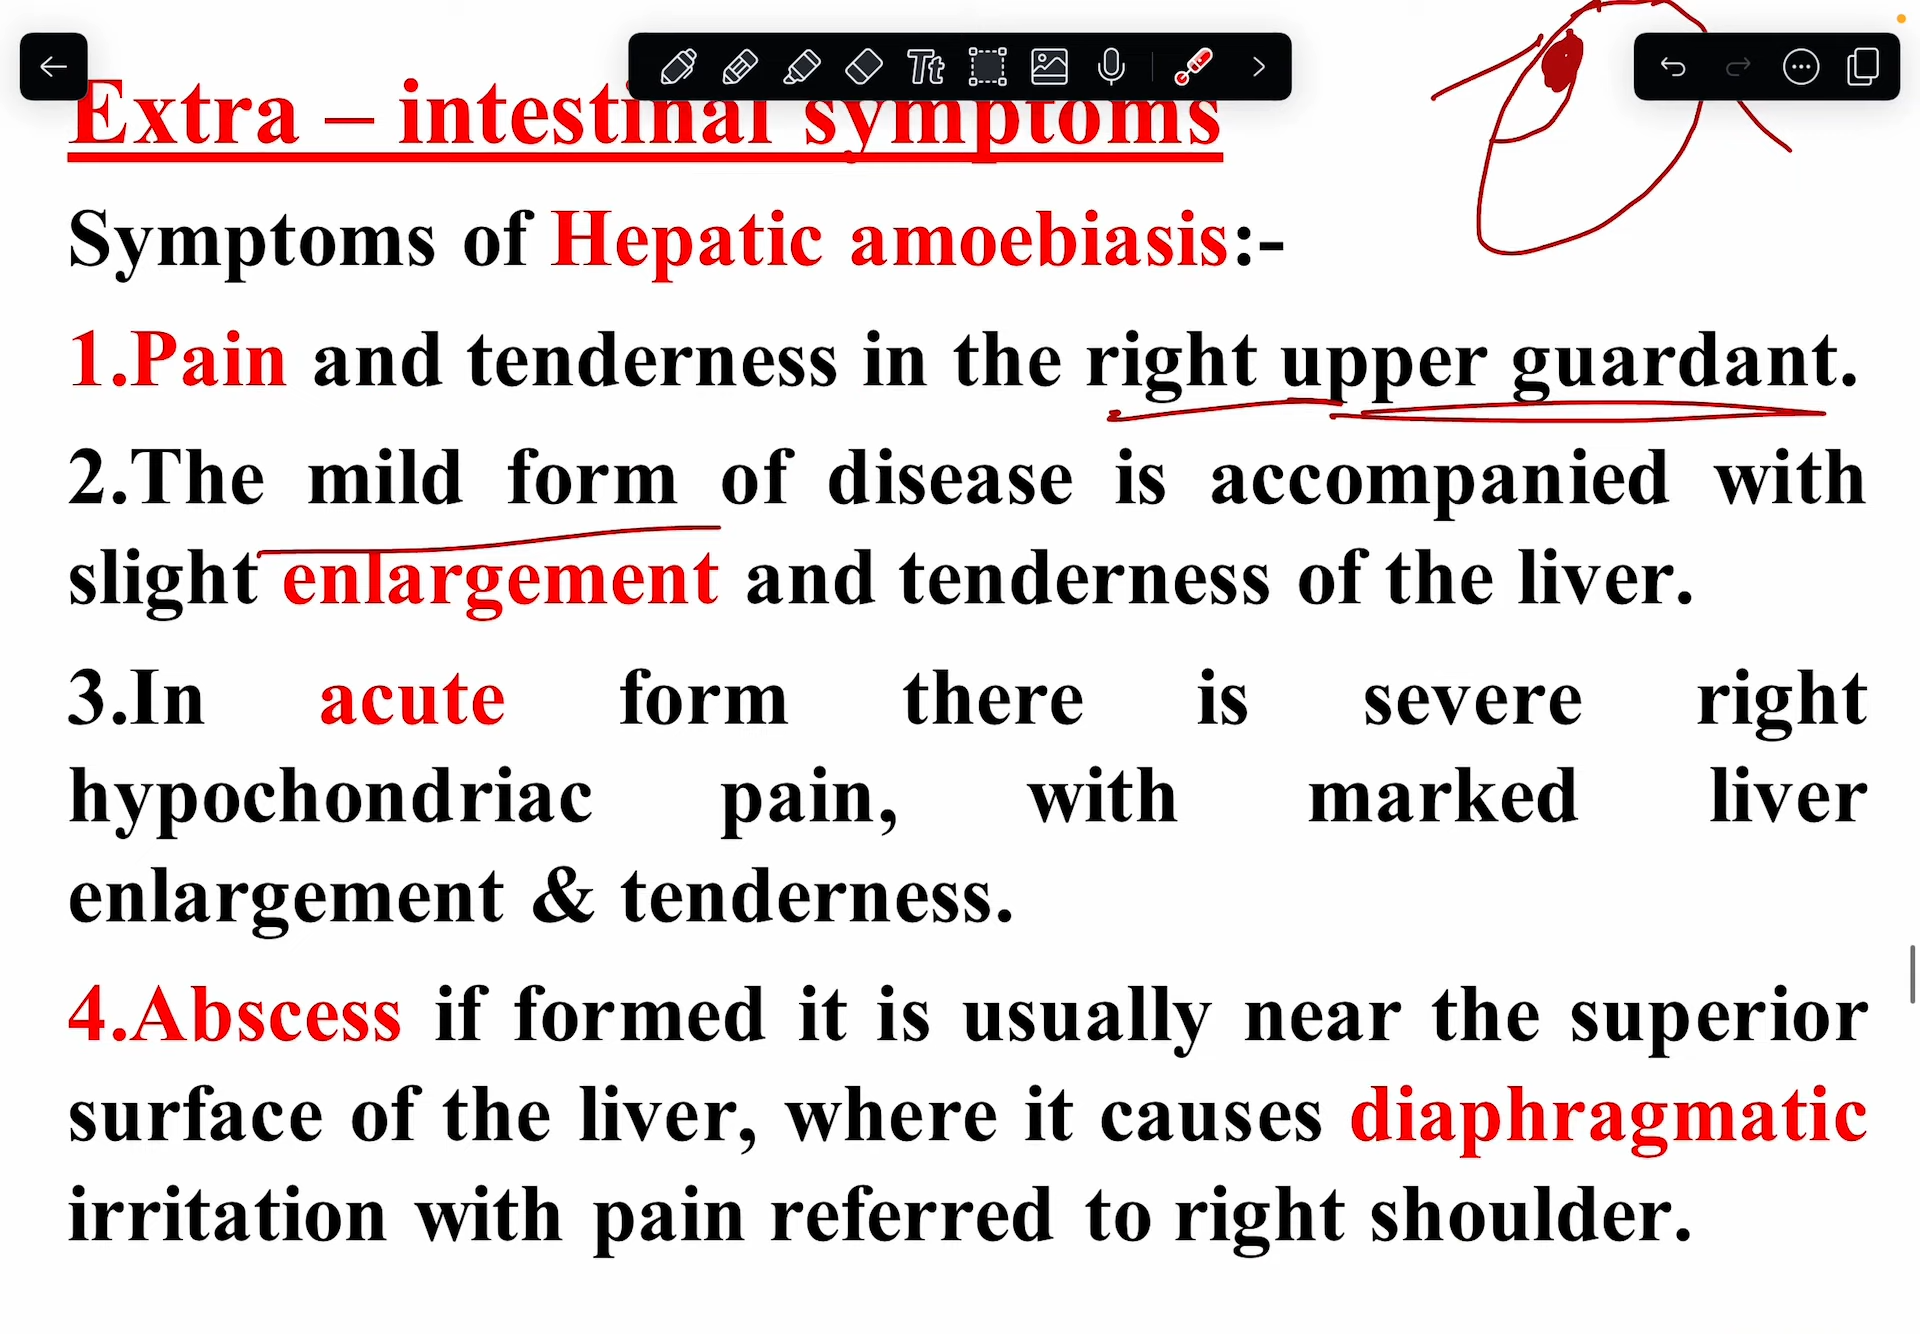 Extra – intestinal symptoms
Symptoms of Hepatic amoebiasis:-
1.Pain and tenderness in the right upper guardant.
2.The mild form of disease is accompanied with
slight enlargement and tenderness of the liver.
3.In acute form there is severe right
hypochondriac pain, with marked liver
enlargement & tenderness.
4.Abscess if formed it is usually near the superior
surface of the liver, where it causes diaphragmatic
irritation with pain referred to right shoulder.